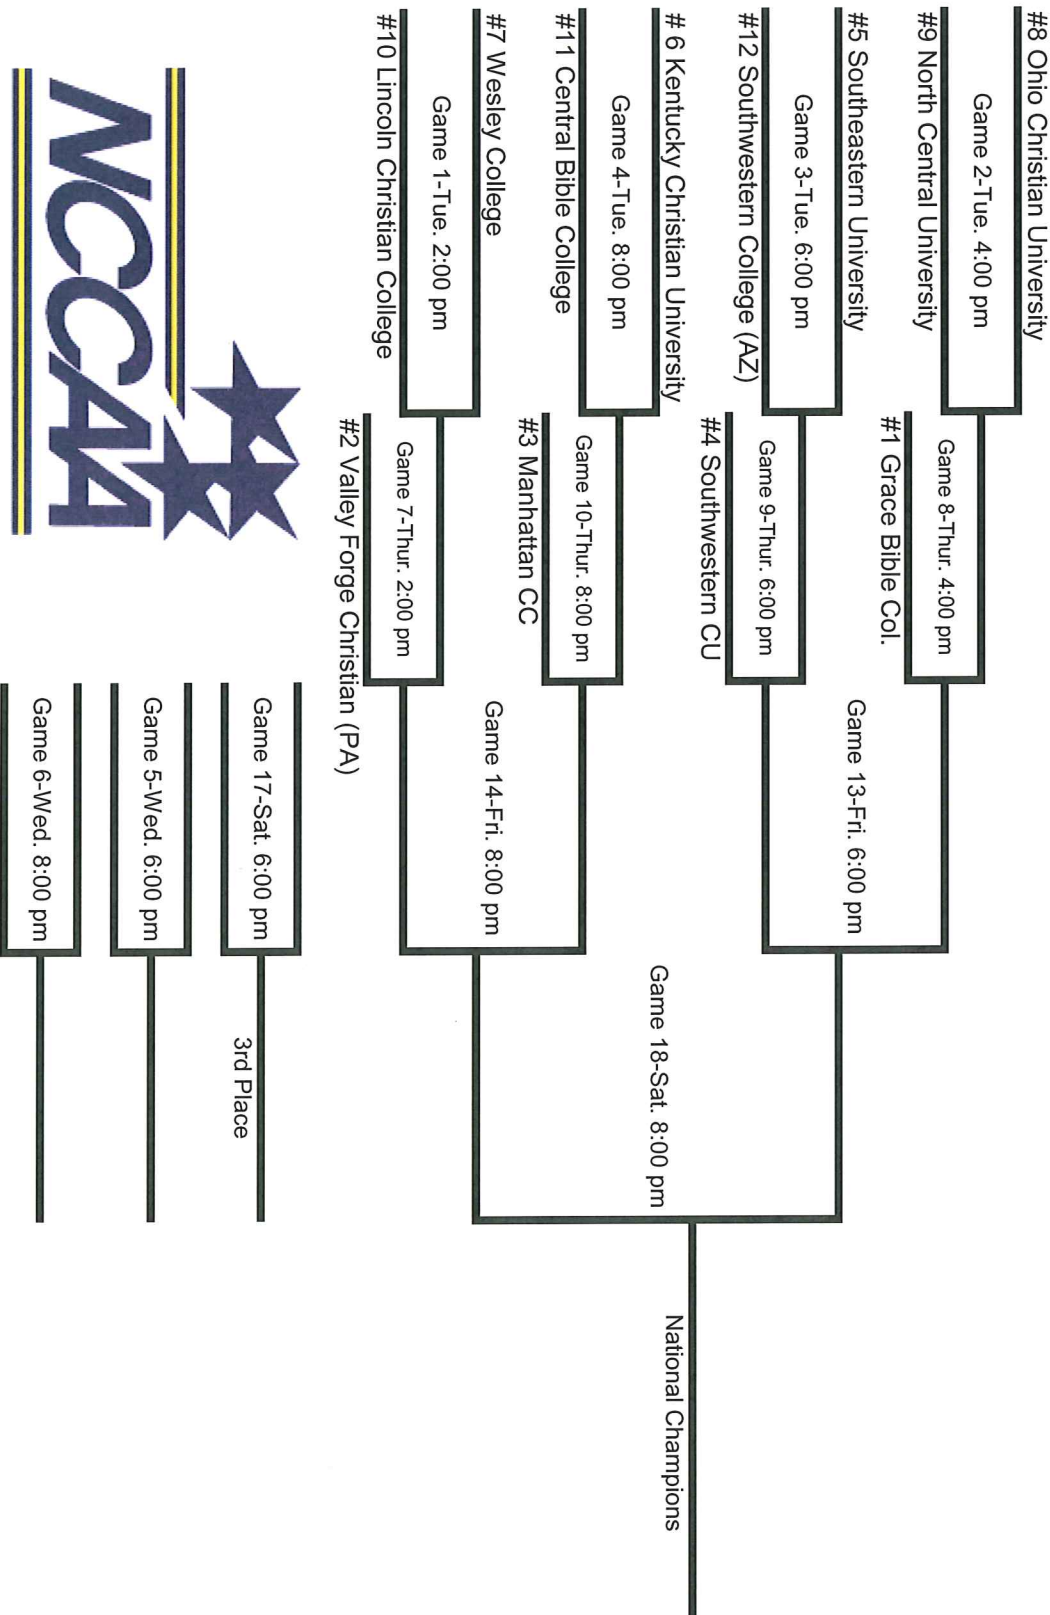 #8 Ohio Christian University
Game 2-Tue. 4:00 pm
#9 North Central University
#1 Grace Bible Col.
Game 8-Thur. 4:00 pm
#5 Southeastern University
Game 3-Tue. 6:00 pm
#12 Southwestern College (AZ)
Game 9-Thur. 6:00 pm
#4 Southwestern CU
Game 13-Fri. 6:00 pm
# 6 Kentucky Christian University
Game 4-Tue. 8:00 pm
#11 Central Bible College
Game 10-Thur. 8:00 pm
#3 Manhattan CC
#7 Wesley College
Game 1-Tue. 2:00 pm
#10 Lincoln Christian College
Game 7-Thur. 2:00 pm
#2 Valley Forge Christian (PA)
Game 14-Fri. 8:00 pm
Game 18-Sat. 8:00 pm
National Champions
Game 17-Sat. 6:00 pm
3rd Place
Game 5-Wed. 6:00 pm
Game 6-Wed. 8:00 pm
NCCAA